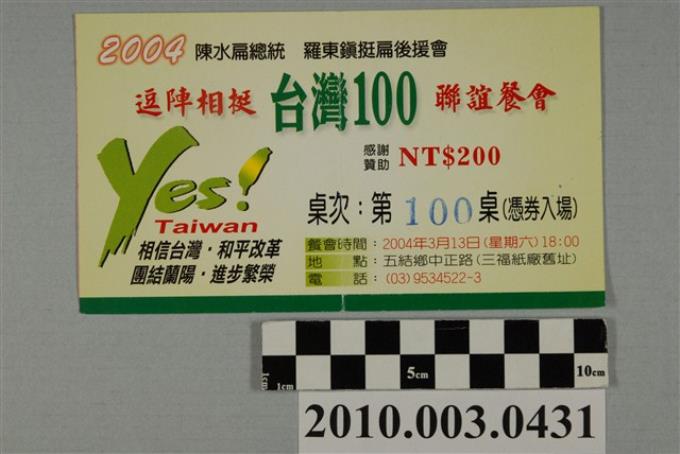 2004 陳水扁總統 羅東鎮挺扁後援會
逗陣相挺 台灣100 聯誼餐會
感謝贊助 NT$200
Yes! Taiwan
桌次：第 100 桌(憑券入場)
相信台灣・和平改革
團結蘭陽・進步繁榮
餐會時間：2004年3月13日(星期六)18:00
地點：五結鄉中正路(三福紙廠舊址)
電話：(03) 9534522-3
1cm 1cm 5cm 10cm
2010.003.0431